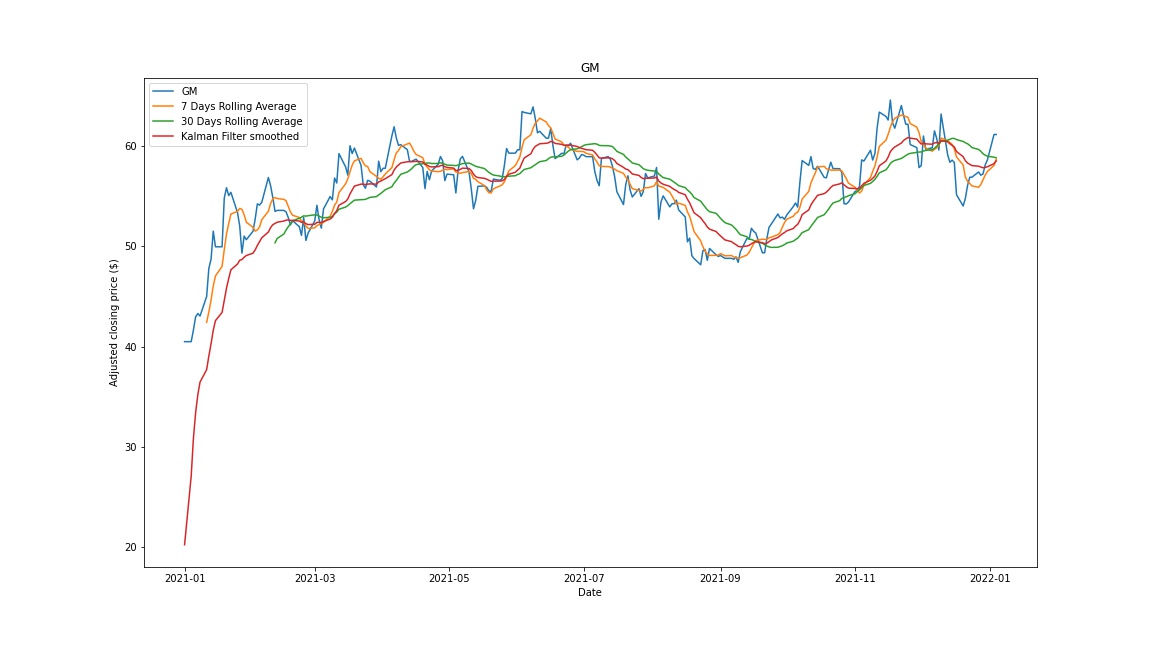 GM
GM
7 Days Rolling Average
30 Days Rolling Average
Kalman Filter smoothed
60
50
40
30
20
Adjusted closing price ($)
2021-01 2021-03 2021-05 2021-07 2021-09 2021-11 2022-01
Date